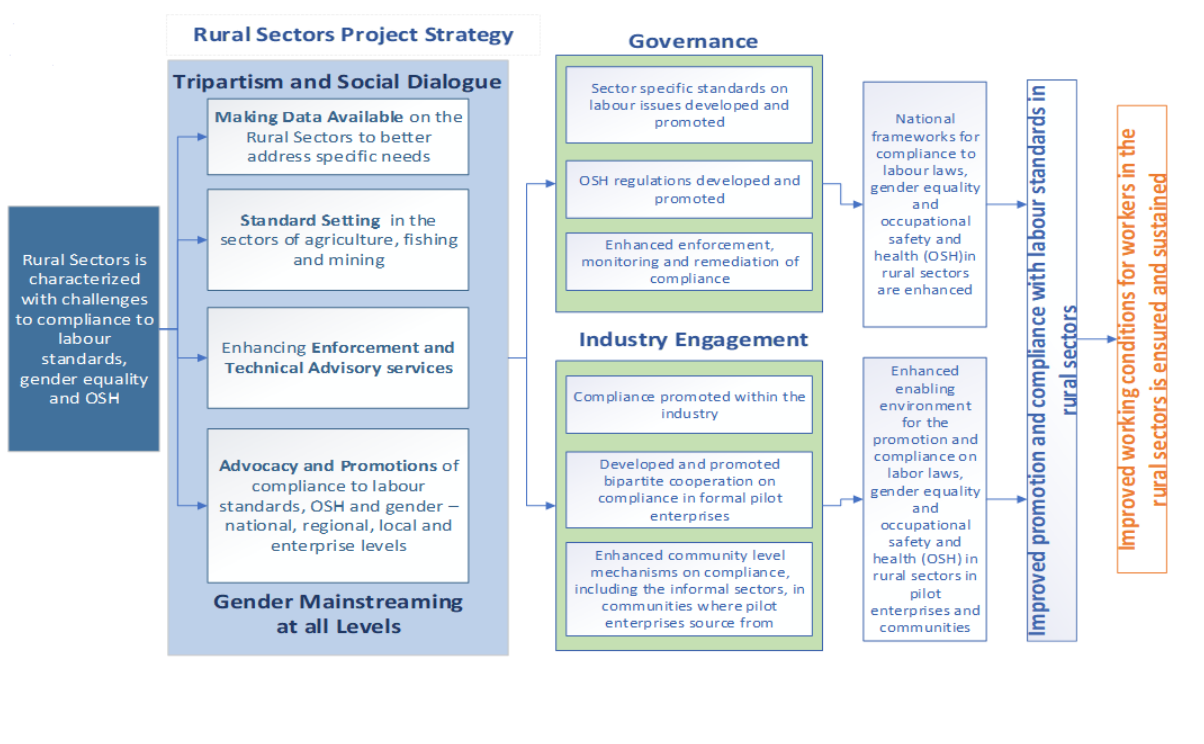 Rural Sectors Project Strategy
Rural Sectors is
characterized
with challenges
to compliance to
labour
standards,
gender equality
and OSH
Tripartism and Social Dialogue
Making Data Available on the
Rural Sectors to better
address specific needs
Standard Setting in the
sectors of agriculture, fishing
and mining
Enhancing Enforcement and
Technical Advisory services
Advocacy and Promotions of
compliance to labour
standards, OSH and gender –
national, regional, local and
enterprise levels
Gender Mainstreaming
at all Levels
Governance
Sector specific standards on
labour issues developed and
promoted
OSH regulations developed and
promoted
Enhanced enforcement,
monitoring and remediation of
compliance
Industry Engagement
Compliance promoted within the
industry
Developed and promoted
bipartite cooperation on
compliance in formal pilot
enterprises
Enhanced community level
mechanisms on compliance,
including the informal sectors, in
communities where pilot
enterprises source from
National
frameworks for
compliance to
labour laws,
gender equality
and
occupational
safety and
health (OSH)in
rural sectors
are enhanced
Enhanced
enabling
environment
for the
promotion and
compliance on
labor laws,
gender equality
and
occupational
safety and
health (OSH) in
rural sectors in
pilot
enterprises and
communities
Improved promotion and compliance with labour standards in
rural sectors
Improved working conditions for workers in the
rural sectors is ensured and sustained